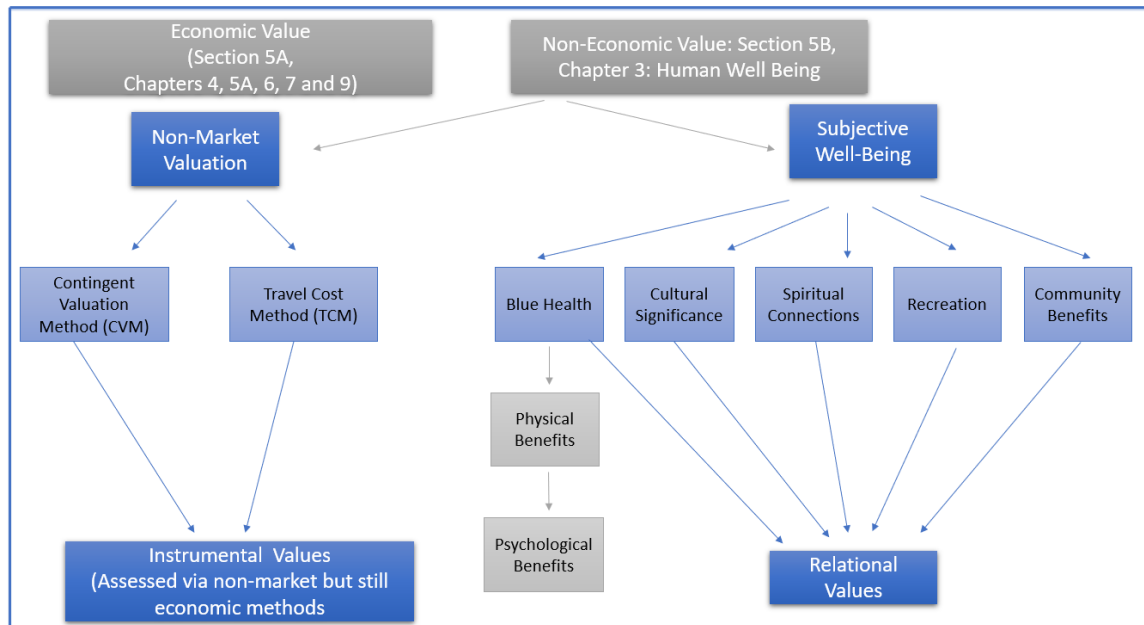 Economic Value
(Section 5A,
Chapters 4, 5A, 6, 7 and 9)
Non-Economic Value: Section 5B,
Chapter 3: Human Well Being
Non-Market
Valuation
Subjective
Well-Being
Contingent
Valuation
Method (CVM)
Travel Cost
Method (TCM)
Blue Health
Cultural
Significance
Spiritual
Connections
Recreation
Community
Benefits
Physical
Benefits
Psychological
Benefits
Instrumental  Values
(Assessed via non-market but still
economic methods
Relational
Values